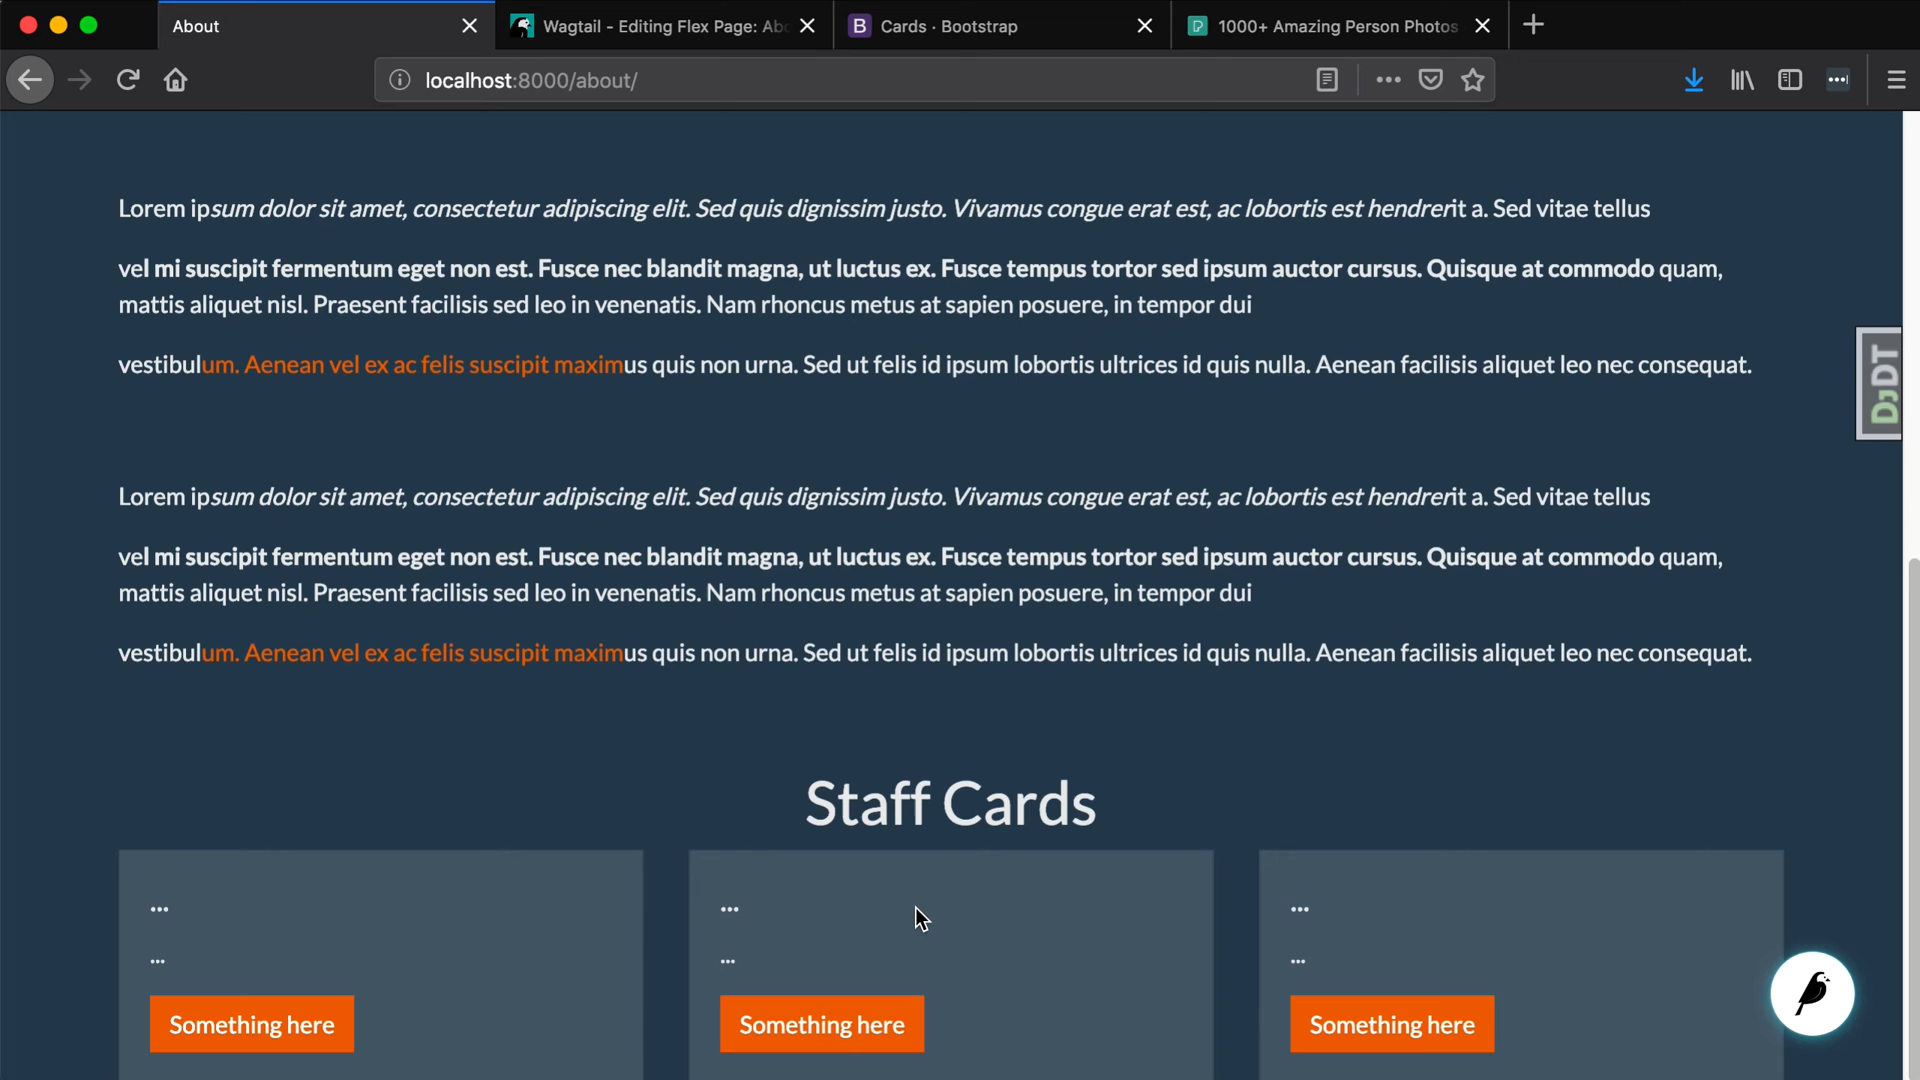 About
Wagtail - Editing Flex Page: Abo
Cards · Bootstrap
1000+ Amazing Person Photos
localhost:8000/about/
Lorem ipsum dolor sit amet, consectetur adipiscing elit. Sed quis dignissim justo. Vivamus congue erat est, ac lobortis est hendrerit a. Sed vitae tellus
vel mi suscipit fermentum eget non est. Fusce nec blandit magna, ut luctus ex. Fusce tempus tortor sed ipsum auctor cursus. Quisque at commodo quam,
mattis aliquet nisl. Praesent facilisis sed leo in venenatis. Nam rhoncus metus at sapien posuere, in tempor dui
vestibulum. Aenean vel ex ac felis suscipit maximus quis non urna. Sed ut felis id ipsum lobortis ultrices id quis nulla. Aenean facilisis aliquet leo nec consequat.
DJDT
Lorem ipsum dolor sit amet, consectetur adipiscing elit. Sed quis dignissim justo. Vivamus congue erat est, ac lobortis est hendrerit a. Sed vitae tellus
vel mi suscipit fermentum eget non est. Fusce nec blandit magna, ut luctus ex. Fusce tempus tortor sed ipsum auctor cursus. Quisque at commodo quam,
mattis aliquet nisl. Praesent facilisis sed leo in venenatis. Nam rhoncus metus at sapien posuere, in tempor dui
vestibulum. Aenean vel ex ac felis suscipit maximus quis non urna. Sed ut felis id ipsum lobortis ultrices id quis nulla. Aenean facilisis aliquet leo nec consequat.
Staff Cards
... ... ...
... ... ...
Something here Something here Something here